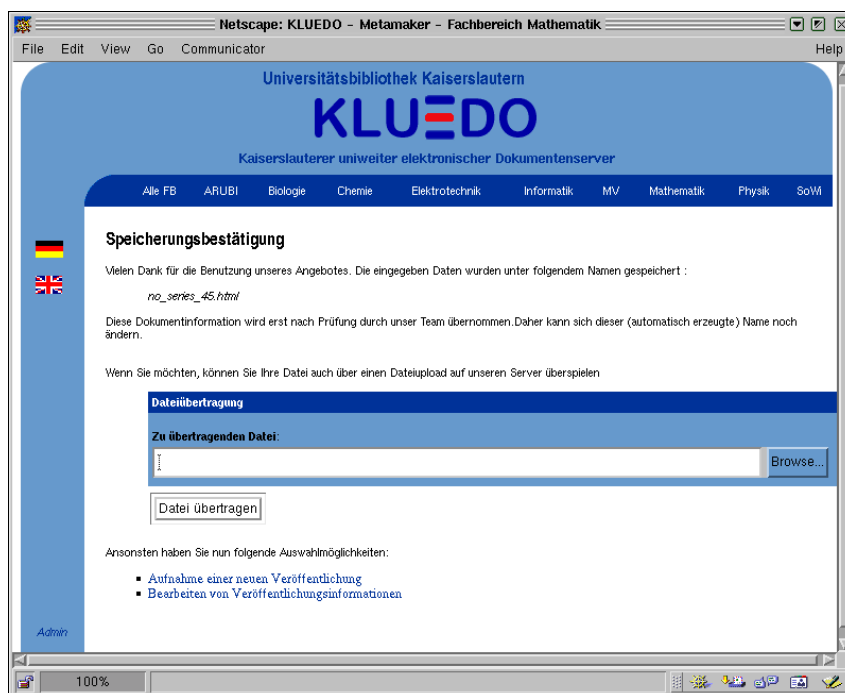 Netscape: KLUEDO - Metamaker - Fachbereich Mathematik
File Edit View Go Communicator Help
Universitätsbibliothek Kaiserslautern
KLUEDO
Kaiserslauterer uniweiter elektronischer Dokumentenserver
Alle FB ARUBI Biologie Chemie Elektrotechnik Informatik MV Mathematik Physik SoWi
Speicherungsbestätigung
Vielen Dank für die Benutzung unseres Angebotes. Die eingegeben Daten wurden unter folgendem Namen gespeichert :
no_series_45.html
Diese Dokumentinformation wird erst nach Prüfung durch unser Team übernommen.Daher kann sich dieser (automatisch erzeugte) Name noch
ändern.
Wenn Sie möchten, können Sie Ihre Datei auch über einen Dateiupload auf unseren Server überspielen
Dateiübertragung
Zu übertragenden Datei:
Browse...
Datei übertragen
Ansonsten haben Sie nun folgende Auswahlmöglichkeiten:
Aufnahme einer neuen Veröffentlichung
Bearbeiten von Veröffentlichungsinformationen
Admin
100%